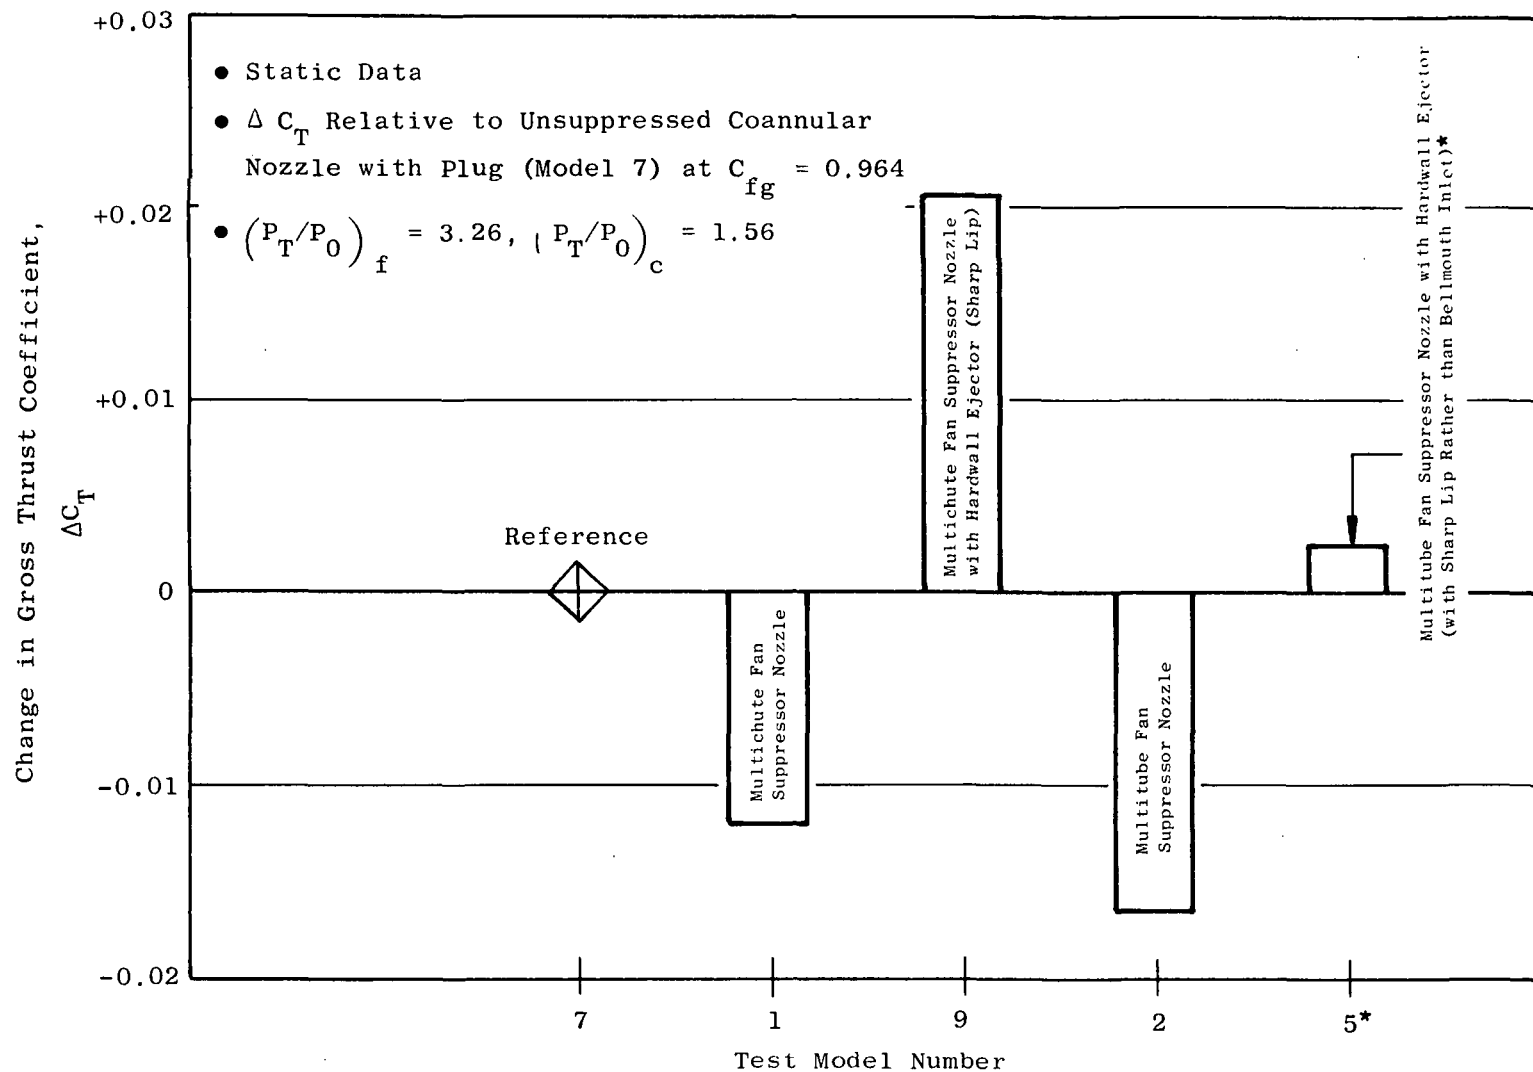 +0.03
+0.02
+0.01
0
-0.01
-0.02
Change in Gross Thrust Coefficient,
ΔC_T
● Static Data
● Δ C_T Relative to Unsuppressed Coannular
Nozzle with Plug (Model 7) at C_fg = 0.964
● (P_T/P_0)_f = 3.26, (P_T/P_0)_c = 1.56
Reference
Multichute Fan
Suppressor Nozzle
Multichute Fan Suppressor Nozzle
with Hardwall Ejector (Sharp Lip)
Multitube Fan
Suppressor Nozzle
Multitube Fan Suppressor Nozzle with Hardwall Ejector
(with Sharp Lip Rather than Bellmouth Inlet)*
7 1 9 2 5*
Test Model Number